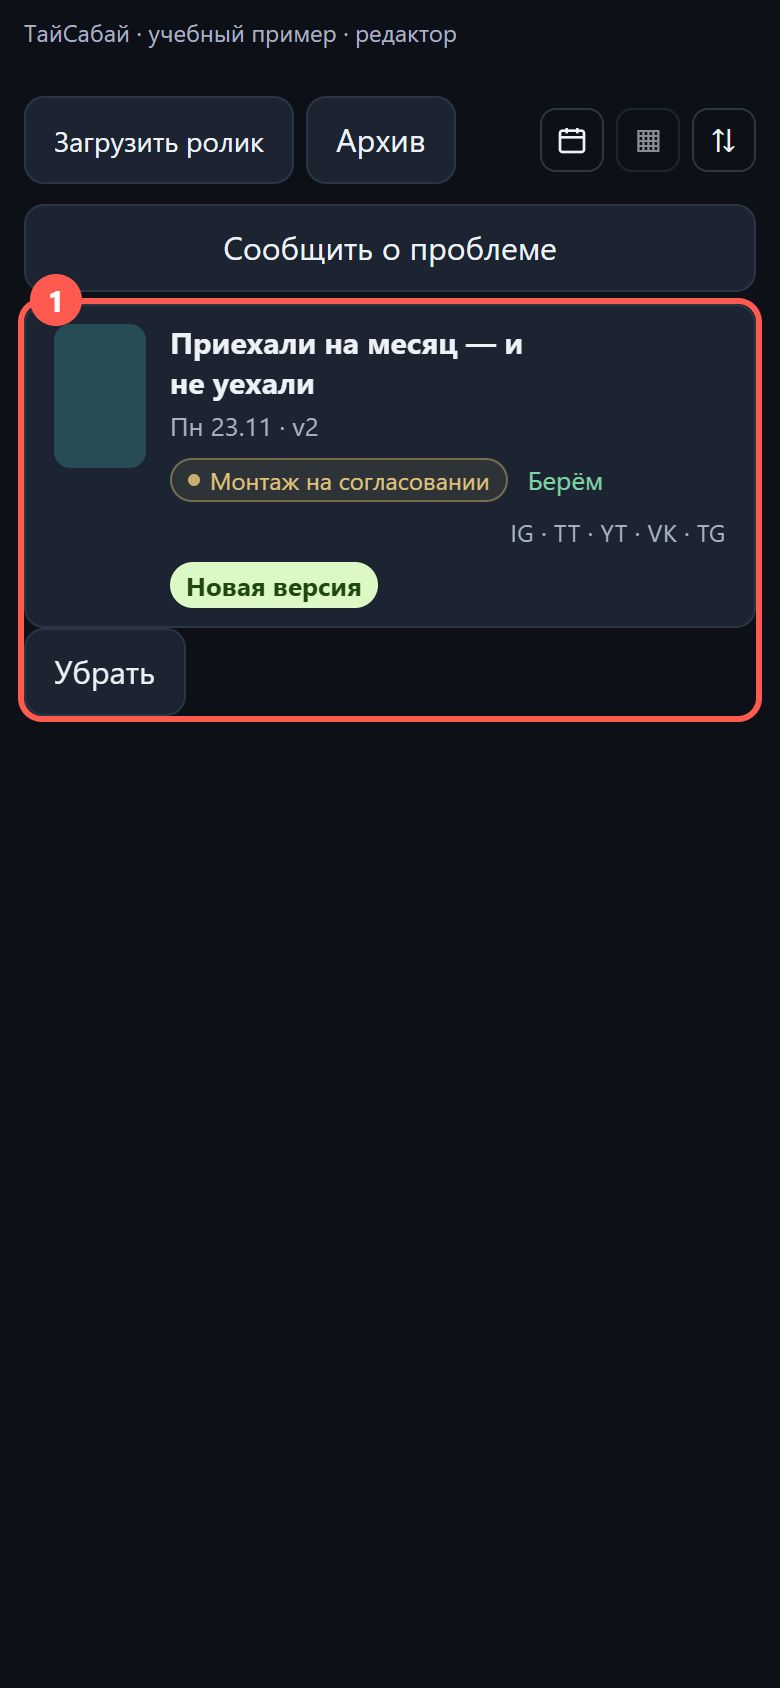 ТайСабай · учебный пример · редактор
Загрузить ролик
Архив
Сообщить о проблеме
1
Приехали на месяц — и
не уехали
Пн 23.11 · v2
Монтаж на согласовании
Берём
IG · TT · YT · VK · TG
Новая версия
Убрать